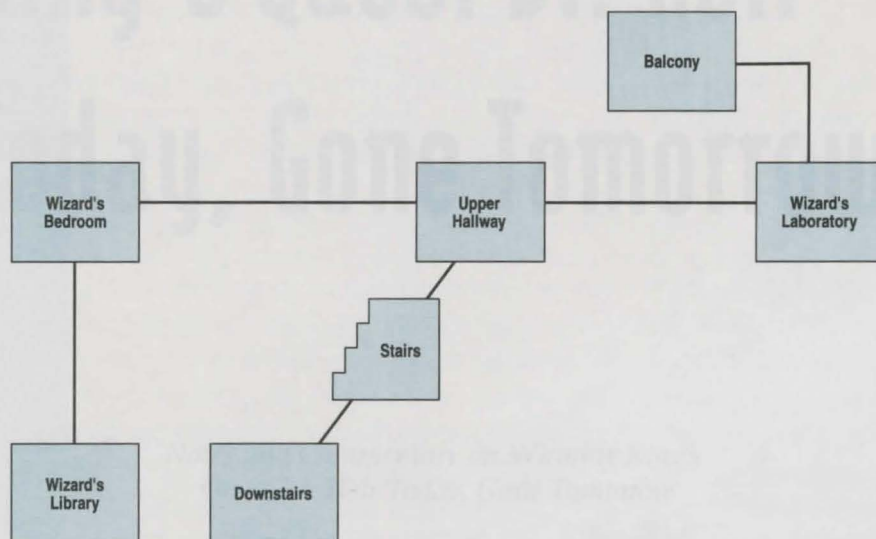 Balcony
Wizard's
Bedroom
Upper
Hallway
Wizard's
Laboratory
Stairs
Wizard's
Library
Downstairs